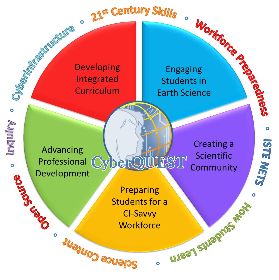 21st Century Skills
Workforce Preparedness
ISTE NETS
How Students Learn
Science Content
Open Source
Inquiry
Cyberinfrastructure
Developing
Integrated
Curriculum
Engaging
Students in
Earth Science
Creating a
Scientific
Community
Preparing
Students for a
CI-Savvy
Workforce
Advancing
Professional
Development
CyberQUEST